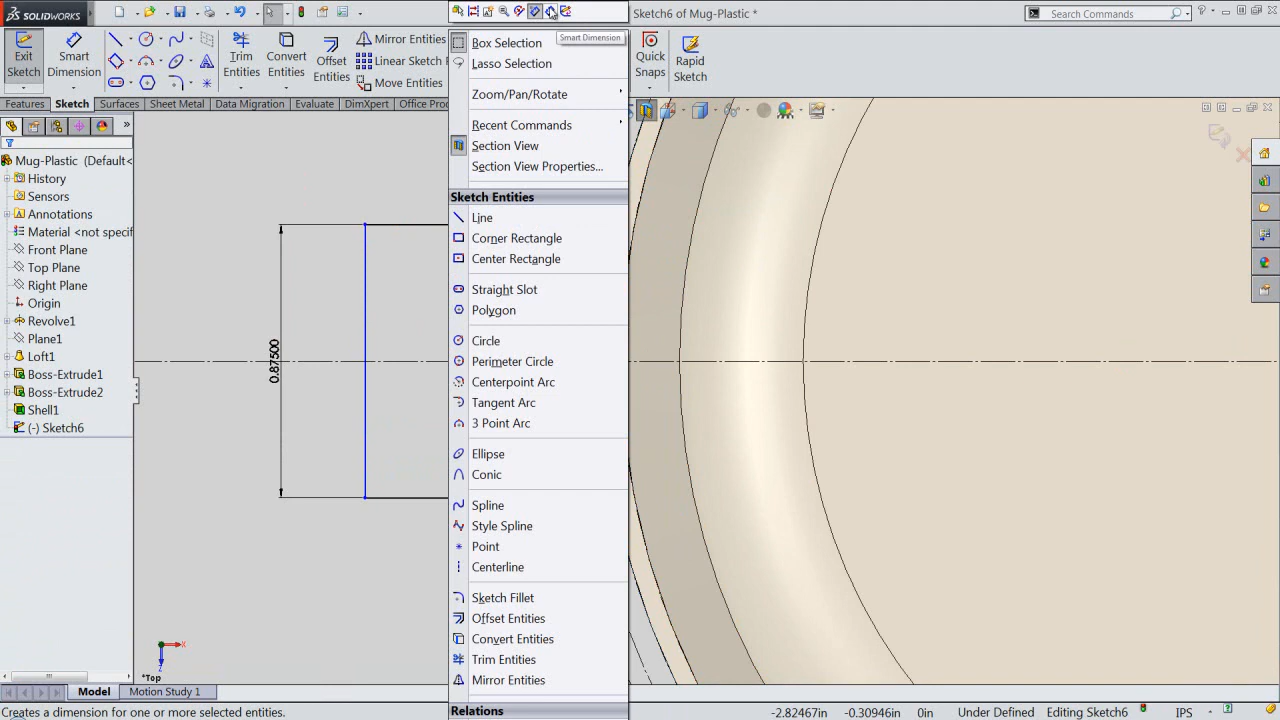 SOLIDWORKS
Sketch6 of Mug-Plastic *
Search Commands
Smart Dimension
Exit Sketch
Smart Dimension
Trim Entities
Convert Entities
Offset Entities
Mirror Entities
Linear Sketch
Move Entities
Quick Snaps
Rapid Sketch
Features
Sketch
Surfaces
Sheet Metal
Data Migration
Evaluate
DimXpert
Office Proc
Mug-Plastic (Default<
History
Sensors
Annotations
Material <not specif
Front Plane
Top Plane
Right Plane
Origin
Revolve1
Plane1
Loft1
Boss-Extrude1
Boss-Extrude2
Shell1
(-) Sketch6
0.87500
Box Selection
Lasso Selection
Zoom/Pan/Rotate
Recent Commands
Section View
Section View Properties...
Sketch Entities
Line
Corner Rectangle
Center Rectangle
Straight Slot
Polygon
Circle
Perimeter Circle
Centerpoint Arc
Tangent Arc
3 Point Arc
Ellipse
Conic
Spline
Style Spline
Point
Centerline
Sketch Fillet
Offset Entities
Convert Entities
Trim Entities
Mirror Entities
Relations
X
Z
*Top
Model
Motion Study 1
Creates a dimension for one or more selected entities.
-2.82467in
-0.30946in
0in
Under Defined
Editing Sketch6
IPS